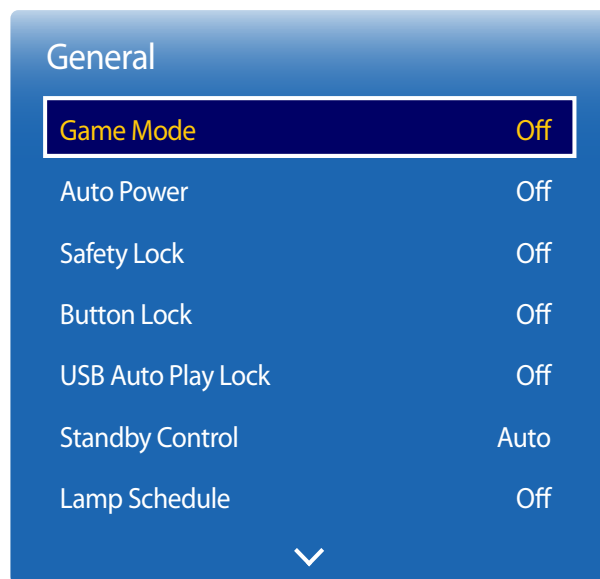 General
Game Mode Off
Auto Power Off
Safety Lock Off
Button Lock Off
USB Auto Play Lock Off
Standby Control Auto
Lamp Schedule Off